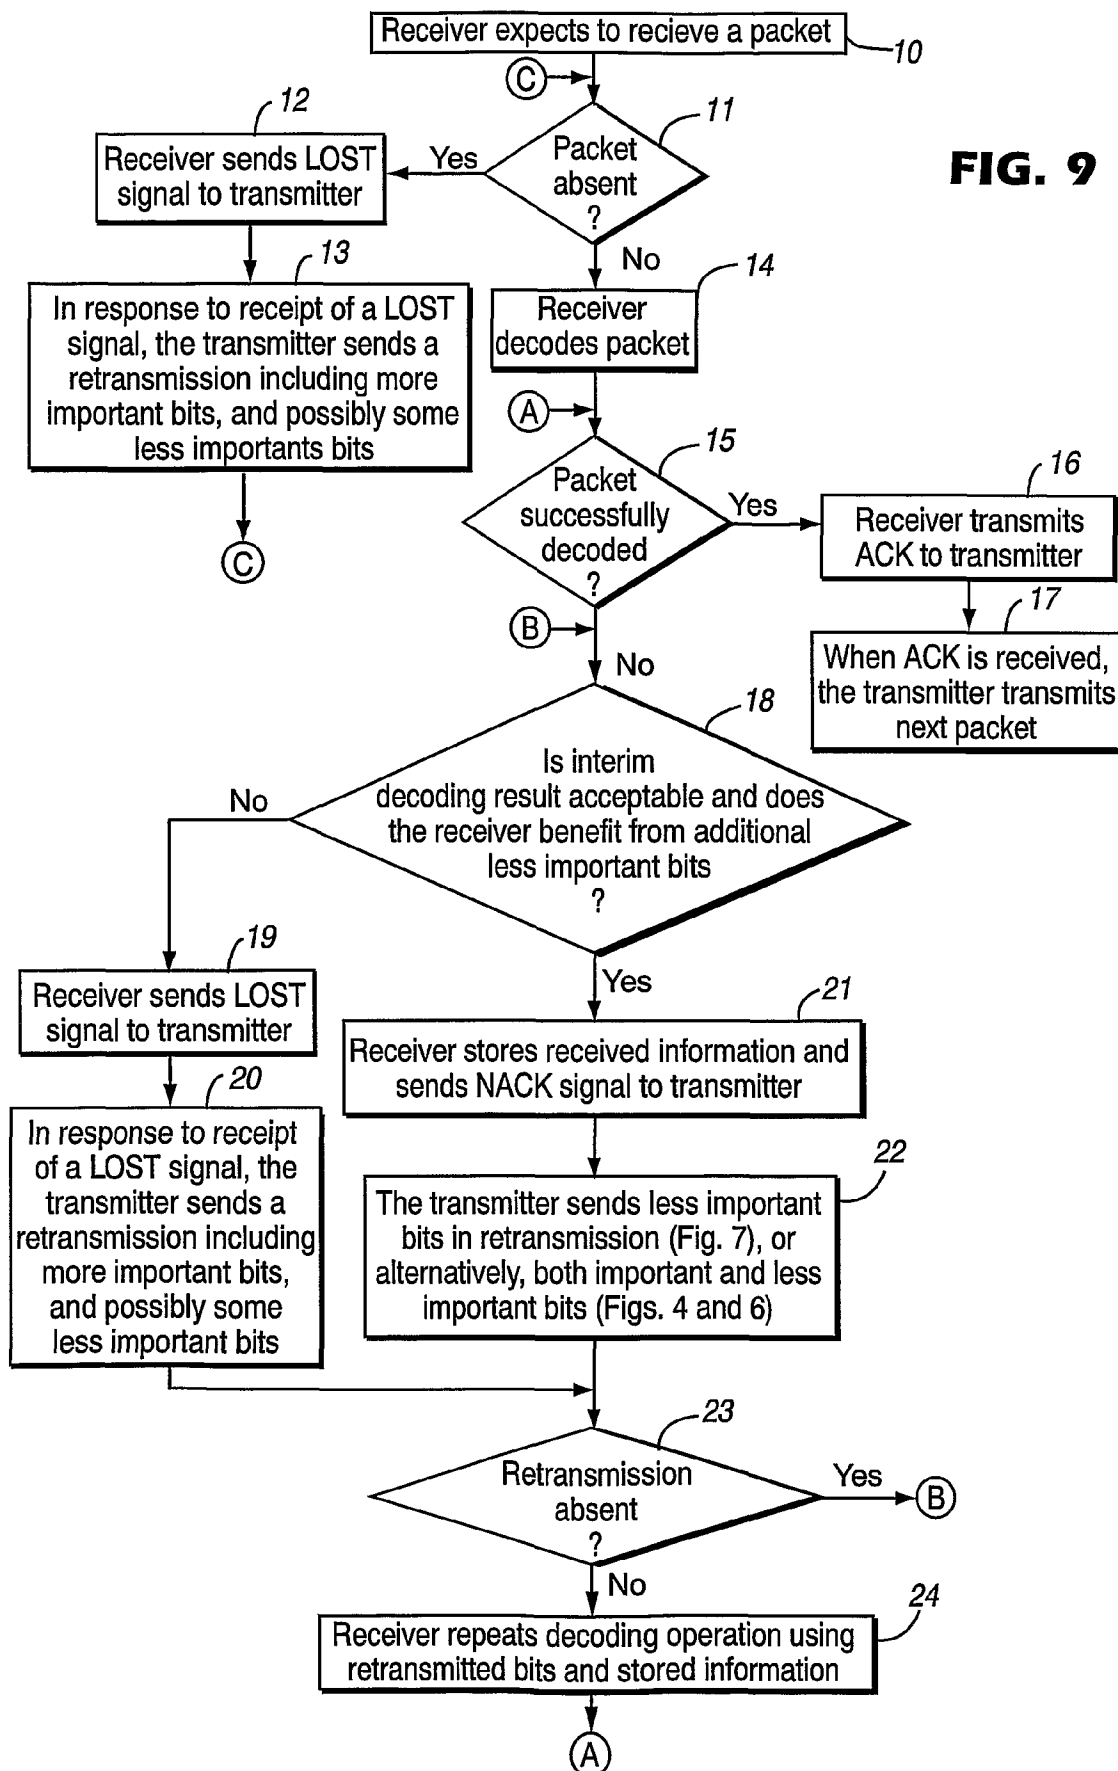 Receiver expects to recieve a packet
10
C
11
12
Packet
absent
?
Yes
Receiver sends LOST
signal to transmitter
FIG. 9
No
13
In response to receipt of a LOST
signal, the transmitter sends a
retransmission including more
important bits, and possibly some
less importants bits
C
14
Receiver
decodes packet
A
15
Packet
successfully
decoded
?
Yes
16
Receiver transmits
ACK to transmitter
17
When ACK is received,
the transmitter transmits
next packet
B
No
18
Is interim
decoding result acceptable and does
the receiver benefit from additional
less important bits
?
No
Yes
19
Receiver sends LOST
signal to transmitter
20
In response to receipt
of a LOST signal, the
transmitter sends a
retransmission including
more important bits,
and possibly some
less important bits
21
Receiver stores received information and
sends NACK signal to transmitter
22
The transmitter sends less important
bits in retransmission (Fig. 7), or
alternatively, both important and less
important bits (Figs. 4 and 6)
23
Retransmission
absent
?
Yes
B
No
24
Receiver repeats decoding operation using
retransmitted bits and stored information
A